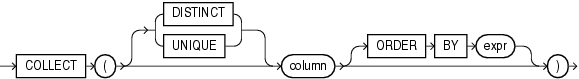 DISTINCT
UNIQUE
COLLECT ( column ORDER BY expr )